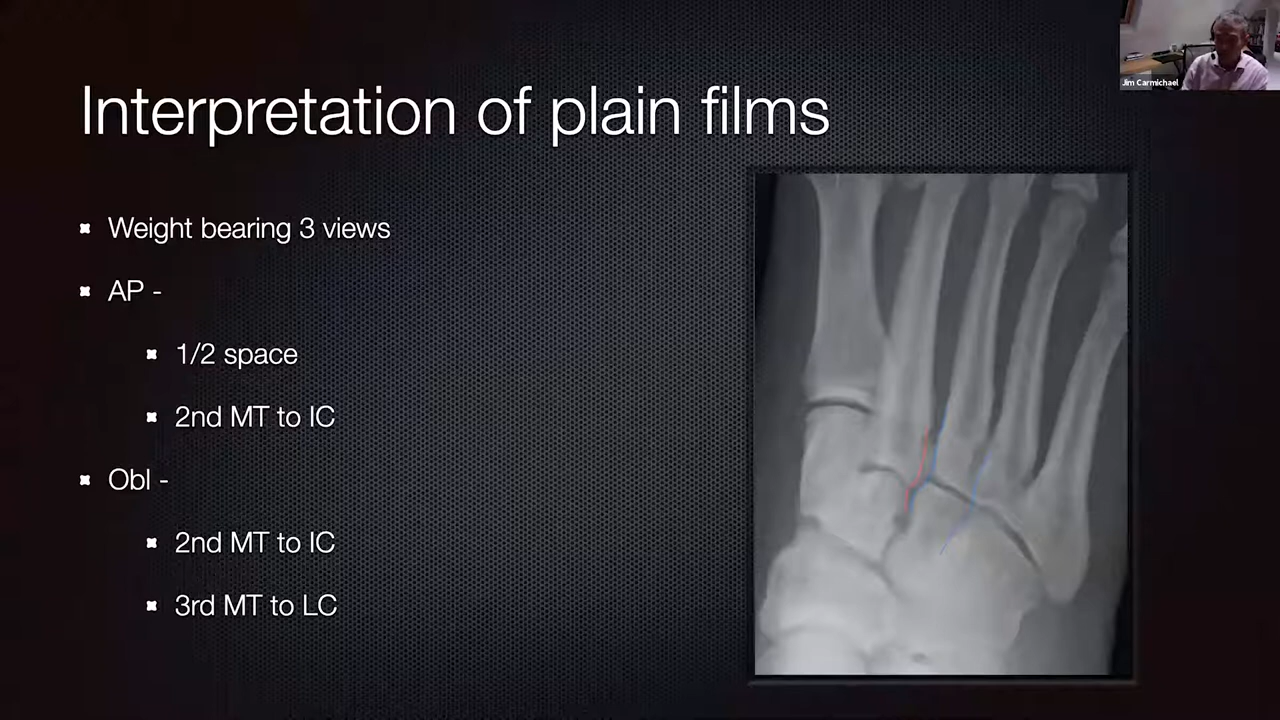 Jim Carmichael
Interpretation of plain films
Weight bearing 3 views
AP -
1/2 space
2nd MT to IC
Obl -
2nd MT to IC
3rd MT to LC